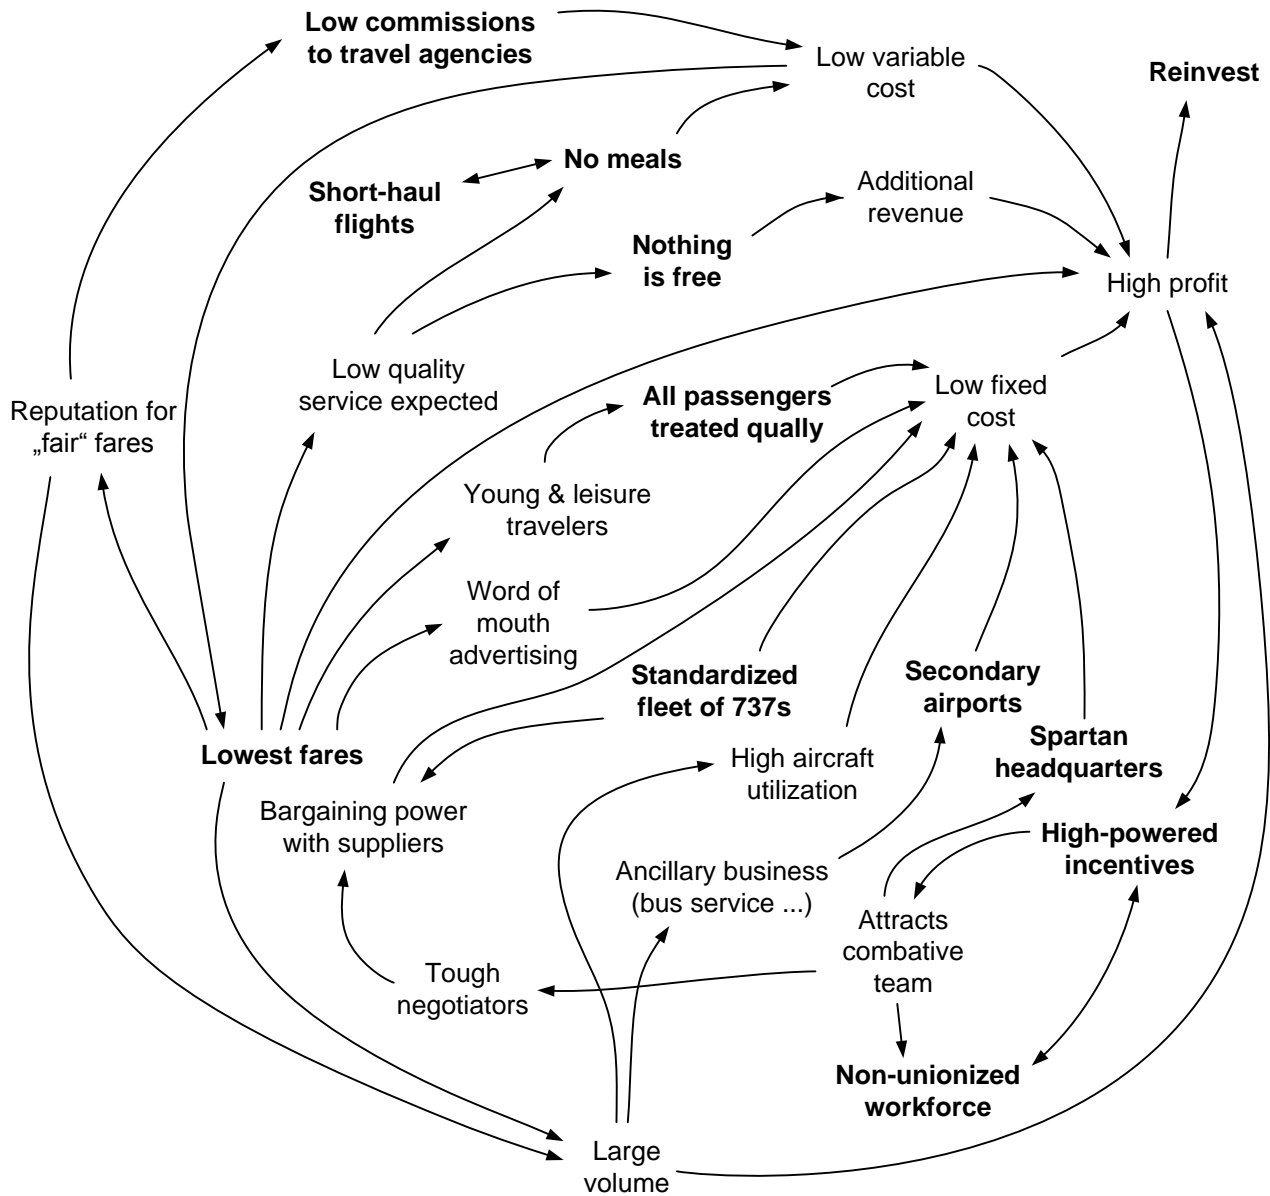 Low commissions
to travel agencies
Low variable
cost
Reinvest
No meals
Short-haul
flights
Additional
revenue
Nothing
is free
High profit
Low quality
service expected
All passengers
treated qually
Low fixed
cost
Reputation for
„fair“ fares
Young & leisure
travelers
Word of
mouth
advertising
Standardized
fleet of 737s
Secondary
airports
Lowest fares
Spartan
headquarters
High aircraft
utilization
Bargaining power
with suppliers
High-powered
incentives
Ancillary business
(bus service ...)
Attracts
combative
team
Tough
negotiators
Non-unionized
workforce
Large
volume